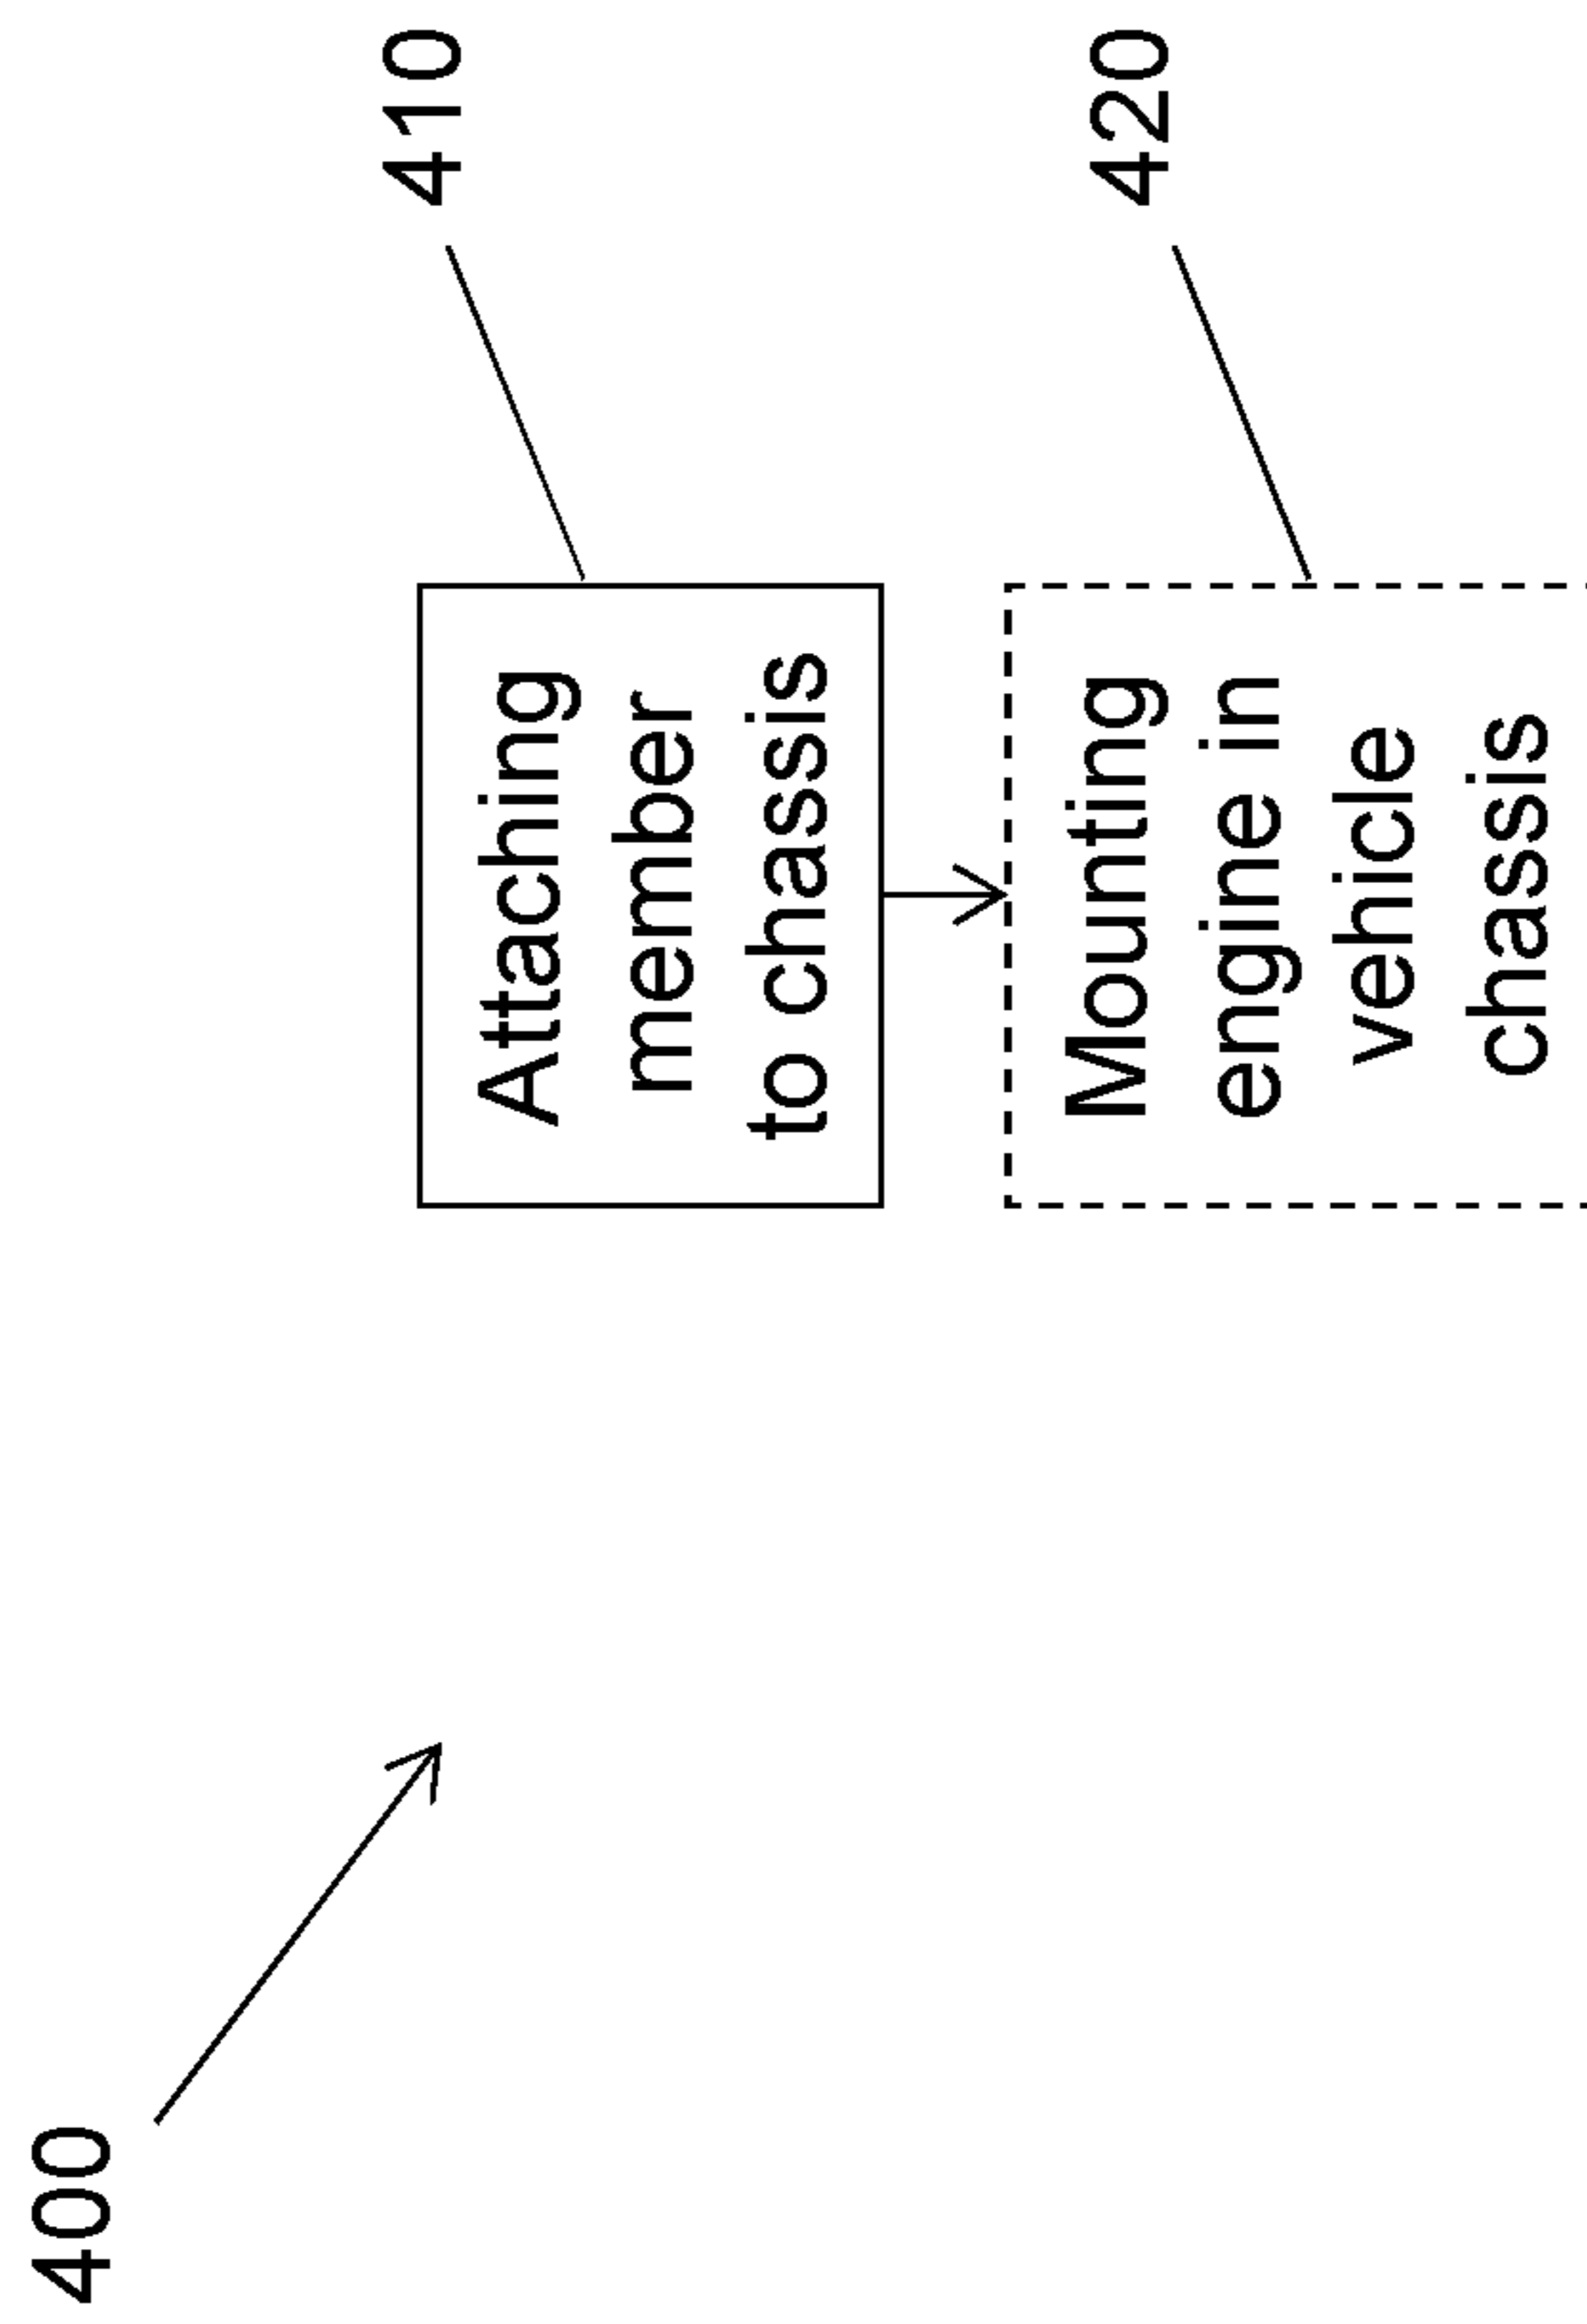 400
410
Attaching
member
to chassis
420
Mounting
engine in
vehicle
chassis